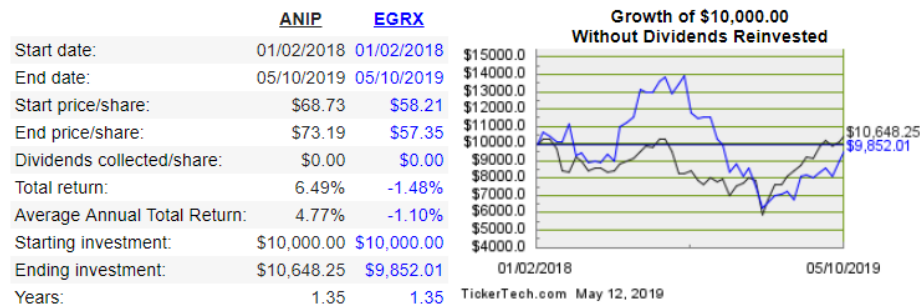 ANIP EGRX
Start date: 01/02/2018 01/02/2018
End date: 05/10/2019 05/10/2019
Start price/share: $68.73 $58.21
End price/share: $73.19 $57.35
Dividends collected/share: $0.00 $0.00
Total return: 6.49% -1.48%
Average Annual Total Return: 4.77% -1.10%
Starting investment: $10,000.00 $10,000.00
Ending investment: $10,648.25 $9,852.01
Years: 1.35 1.35
Growth of $10,000.00
Without Dividends Reinvested
$15000.0
$14000.0
$13000.0
$12000.0
$11000.0
$10000.0
$9000.0
$8000.0
$7000.0
$6000.0
$5000.0
$4000.0
$10,648.25
$9,852.01
01/02/2018 05/10/2019
TickerTech.com May 12, 2019